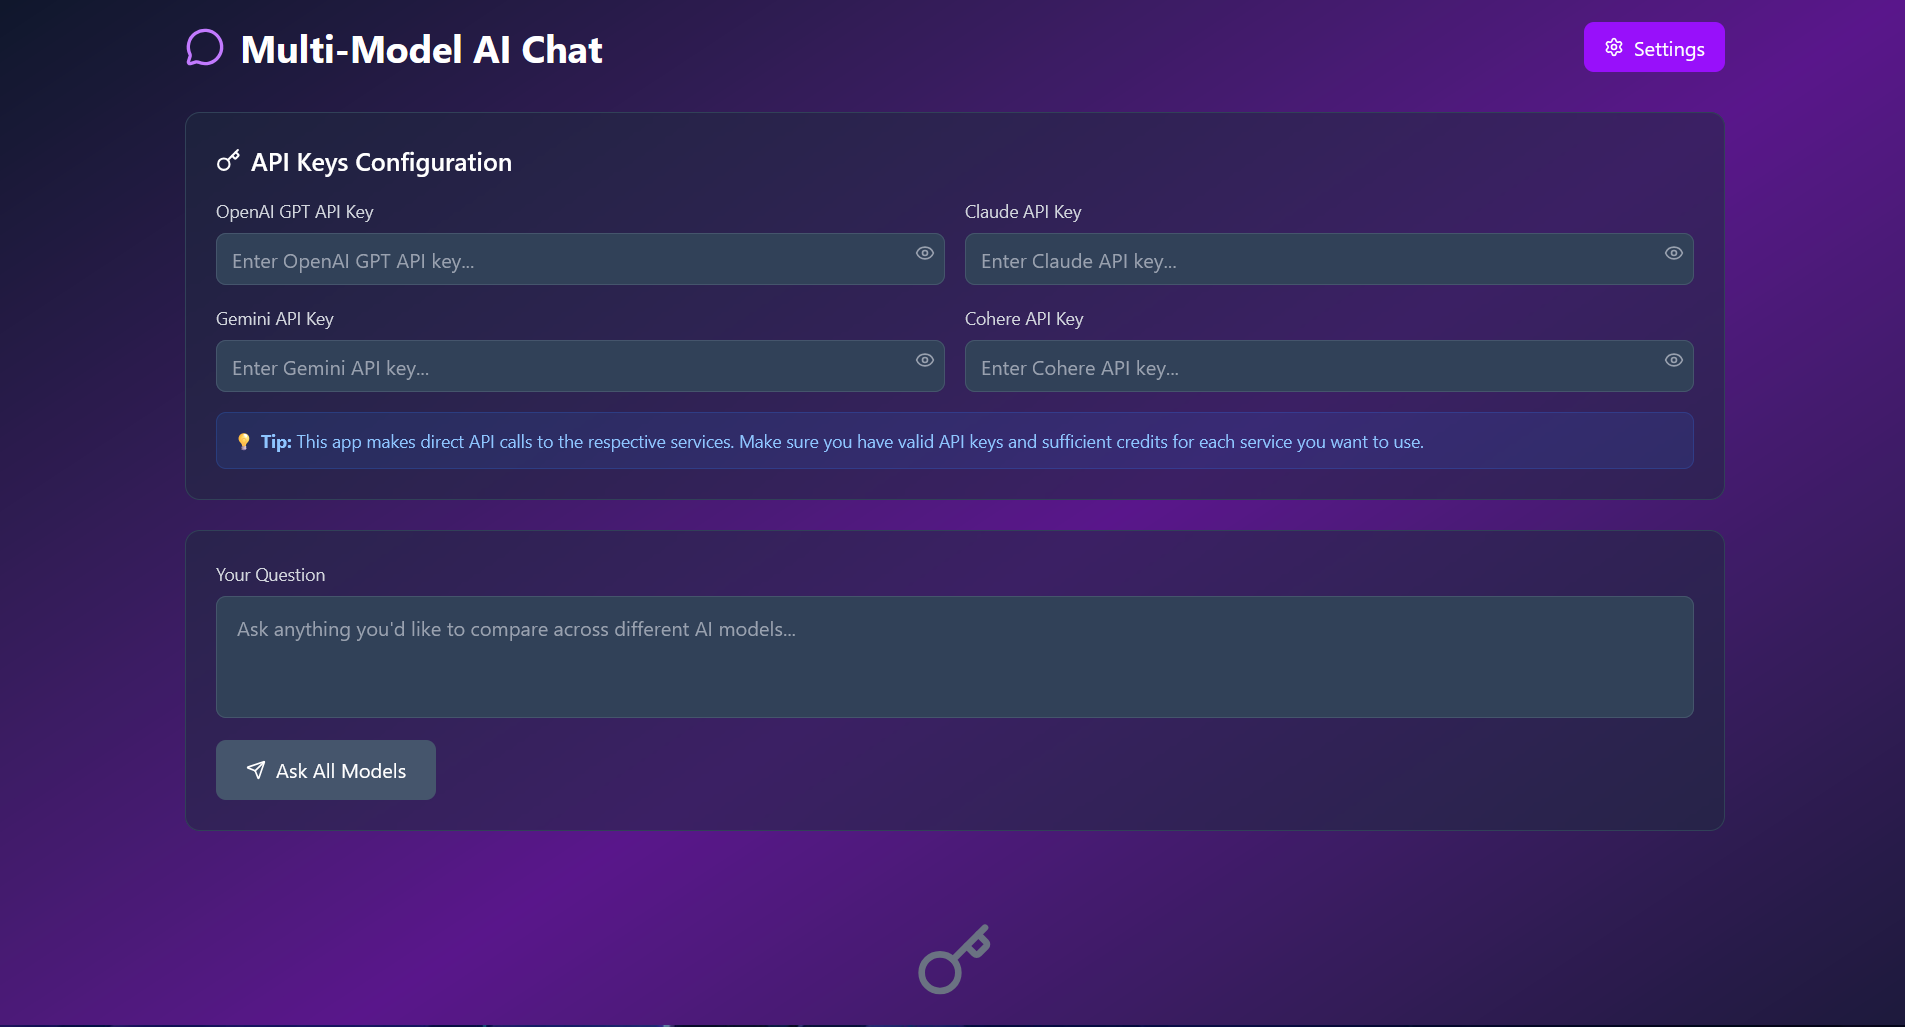 Multi-Model AI Chat
Settings
API Keys Configuration
OpenAI GPT API Key
Enter OpenAI GPT API key...
Claude API Key
Enter Claude API key...
Gemini API Key
Enter Gemini API key...
Cohere API Key
Enter Cohere API key...
💡 Tip: This app makes direct API calls to the respective services. Make sure you have valid API keys and sufficient credits for each service you want to use.
Your Question
Ask anything you'd like to compare across different AI models...
Ask All Models